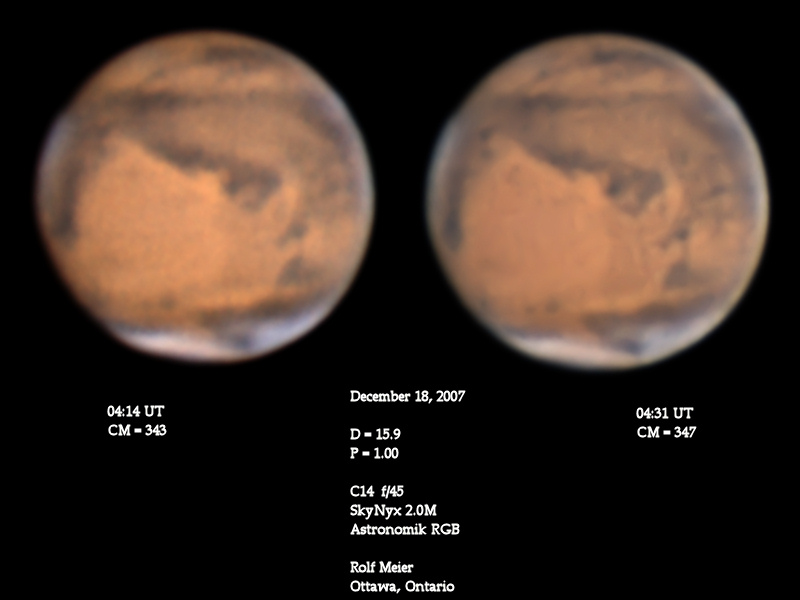 04:14 UT
CM = 343
December 18, 2007
D = 15.9
P = 1.00
C14 f/45
SkyNyx 2.0M
Astronomik RGB
Rolf Meier
Ottawa, Ontario
04:31 UT
CM = 347